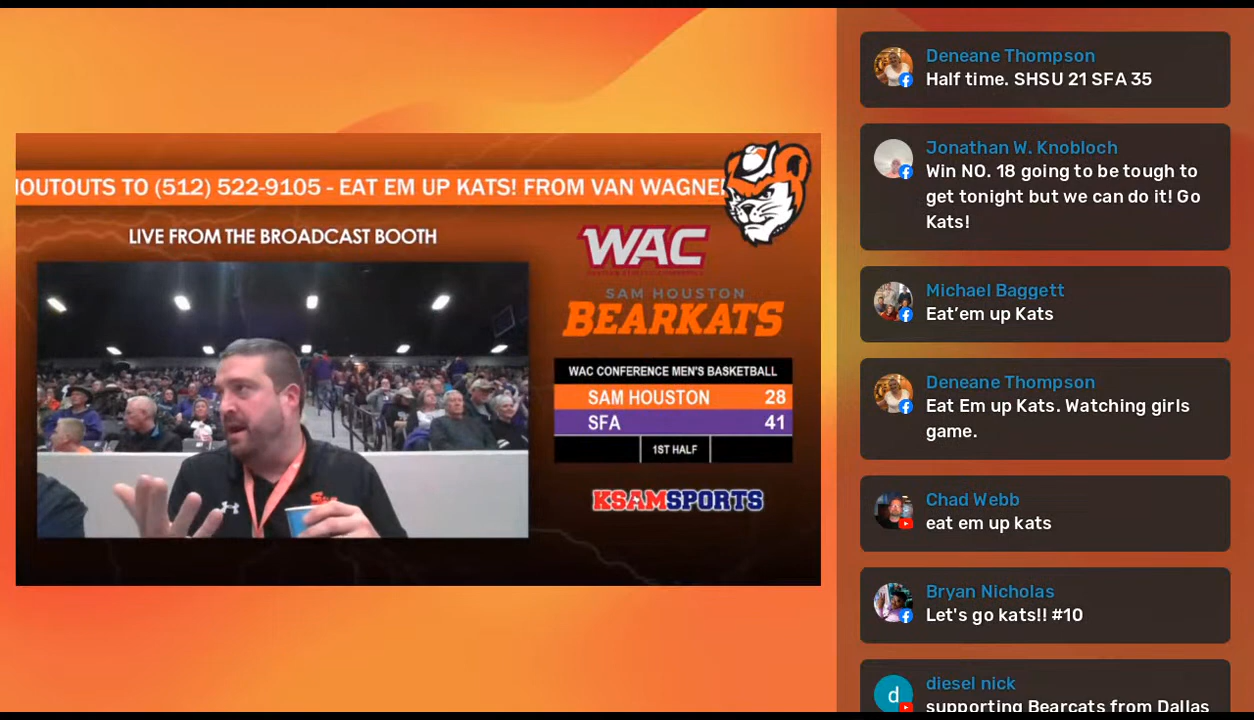 JOUTOUTS TO (512) 522-9105 - EAT EM UP KATS! FROM VAN WAGNE
LIVE FROM THE BROADCAST BOOTH
WAC
SAM HOUSTON
BEARKATS
WAC CONFERENCE MEN'S BASKETBALL
SAM HOUSTON 28
SFA 41
1ST HALF
KSAMSPORTS
Deneane Thompson
Half time. SHSU 21 SFA 35
Jonathan W. Knobloch
Win NO. 18 going to be tough to
get tonight but we can do it! Go
Kats!
Michael Baggett
Eat’em up Kats
Deneane Thompson
Eat Em up Kats. Watching girls
game.
Chad Webb
eat em up kats
Bryan Nicholas
Let's go kats!! #10
d
diesel nick
supporting Bearcats from Dallas